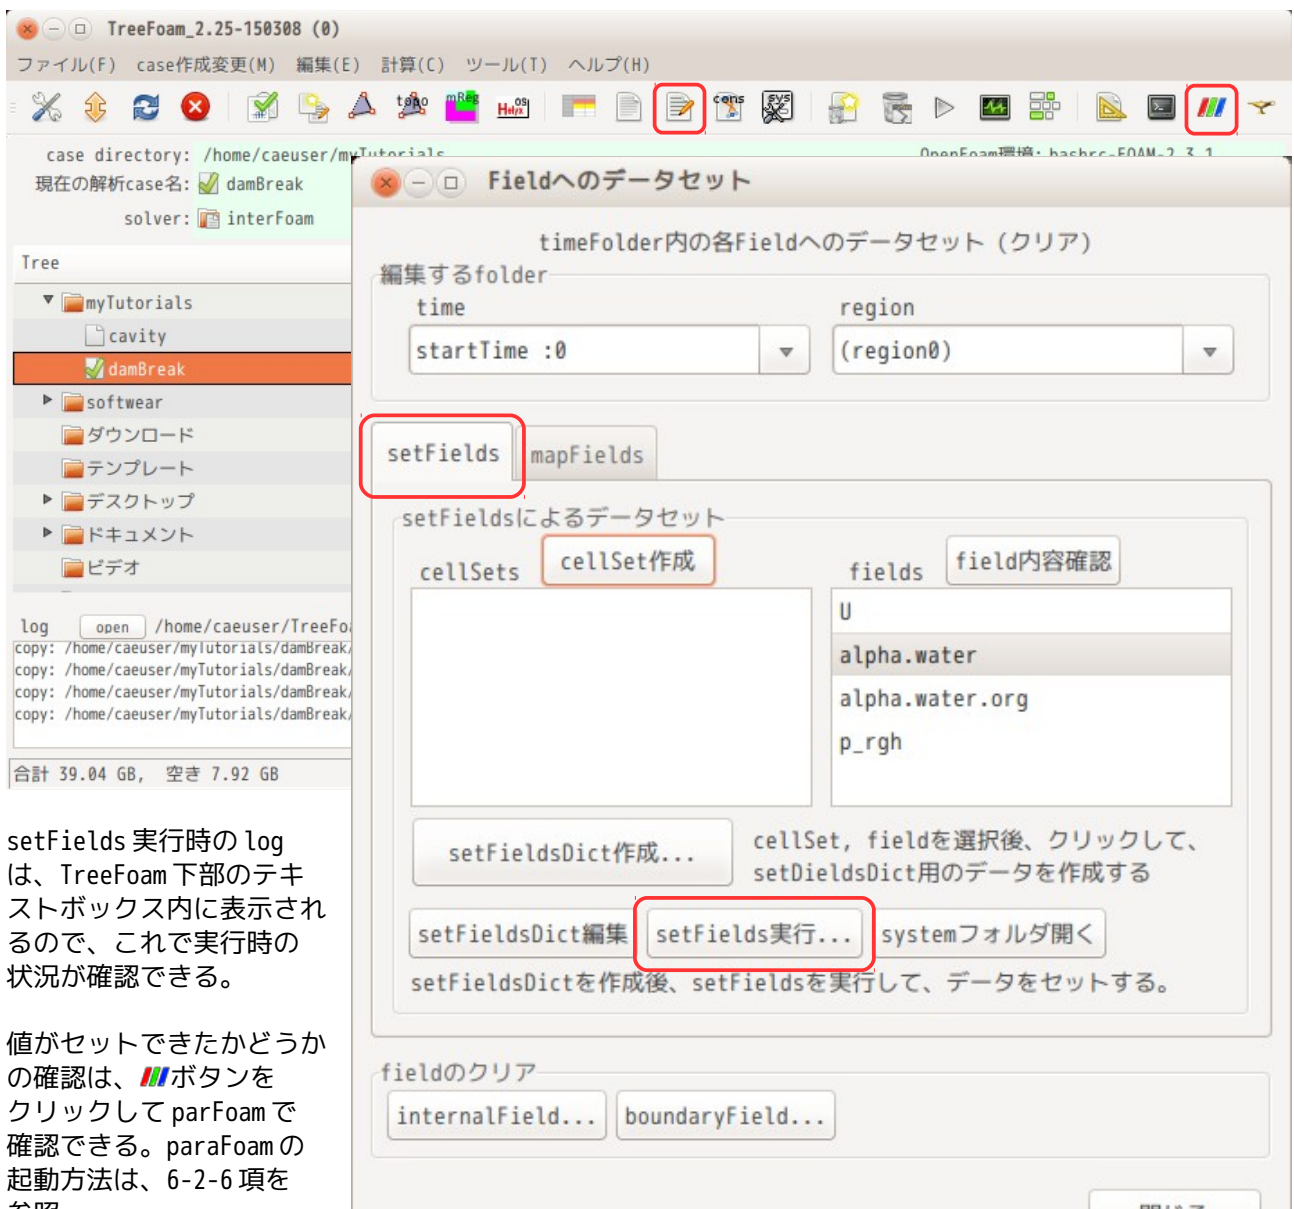 TreeFoam_2.25-150308 (0)
ファイル(F) case作成変更(M) 編集(E) 計算(C) ツール(T) ヘルプ(H)
topo mReg Helyx OS cons SYS
case directory: /home/caeuser/myTutorials
OpenFoam環境: bashrc-FOAM-2.3.1
現在の解析case名: damBreak
solver: interFoam
Tree
myTutorials
cavity
damBreak
softwear
ダウンロード
テンプレート
デスクトップ
ドキュメント
ビデオ
log open /home/caeuser/TreeFo
copy: /home/caeuser/myTutorials/damBreak/
copy: /home/caeuser/myTutorials/damBreak/
copy: /home/caeuser/myTutorials/damBreak/
copy: /home/caeuser/myTutorials/damBreak/
合計 39.04 GB, 空き 7.92 GB
Fieldへのデータセット
timeFolder内の各Fieldへのデータセット (クリア)
編集するfolder
time region
startTime :0 (region0)
setFields mapFields
setFieldsによるデータセット
cellSets cellSet作成 fields field内容確認
U
alpha.water
alpha.water.org
p_rgh
setFieldsDict作成...
cellSet, fieldを選択後、クリックして、
setDieldsDict用のデータを作成する
setFieldsDict編集 setFields実行... systemフォルダ開く
setFieldsDictを作成後、setFieldsを実行して、データをセットする。
fieldのクリア
internalField... boundaryField...
setFields 実行時の log
は、TreeFoam 下部のテキ
ストボックス内に表示され
るので、これで実行時の
状況が確認できる。
値がセットできたかどうか
の確認は、ボタンを
クリックして parFoam で
確認できる。paraFoam の
起動方法は、6-2-6 項を